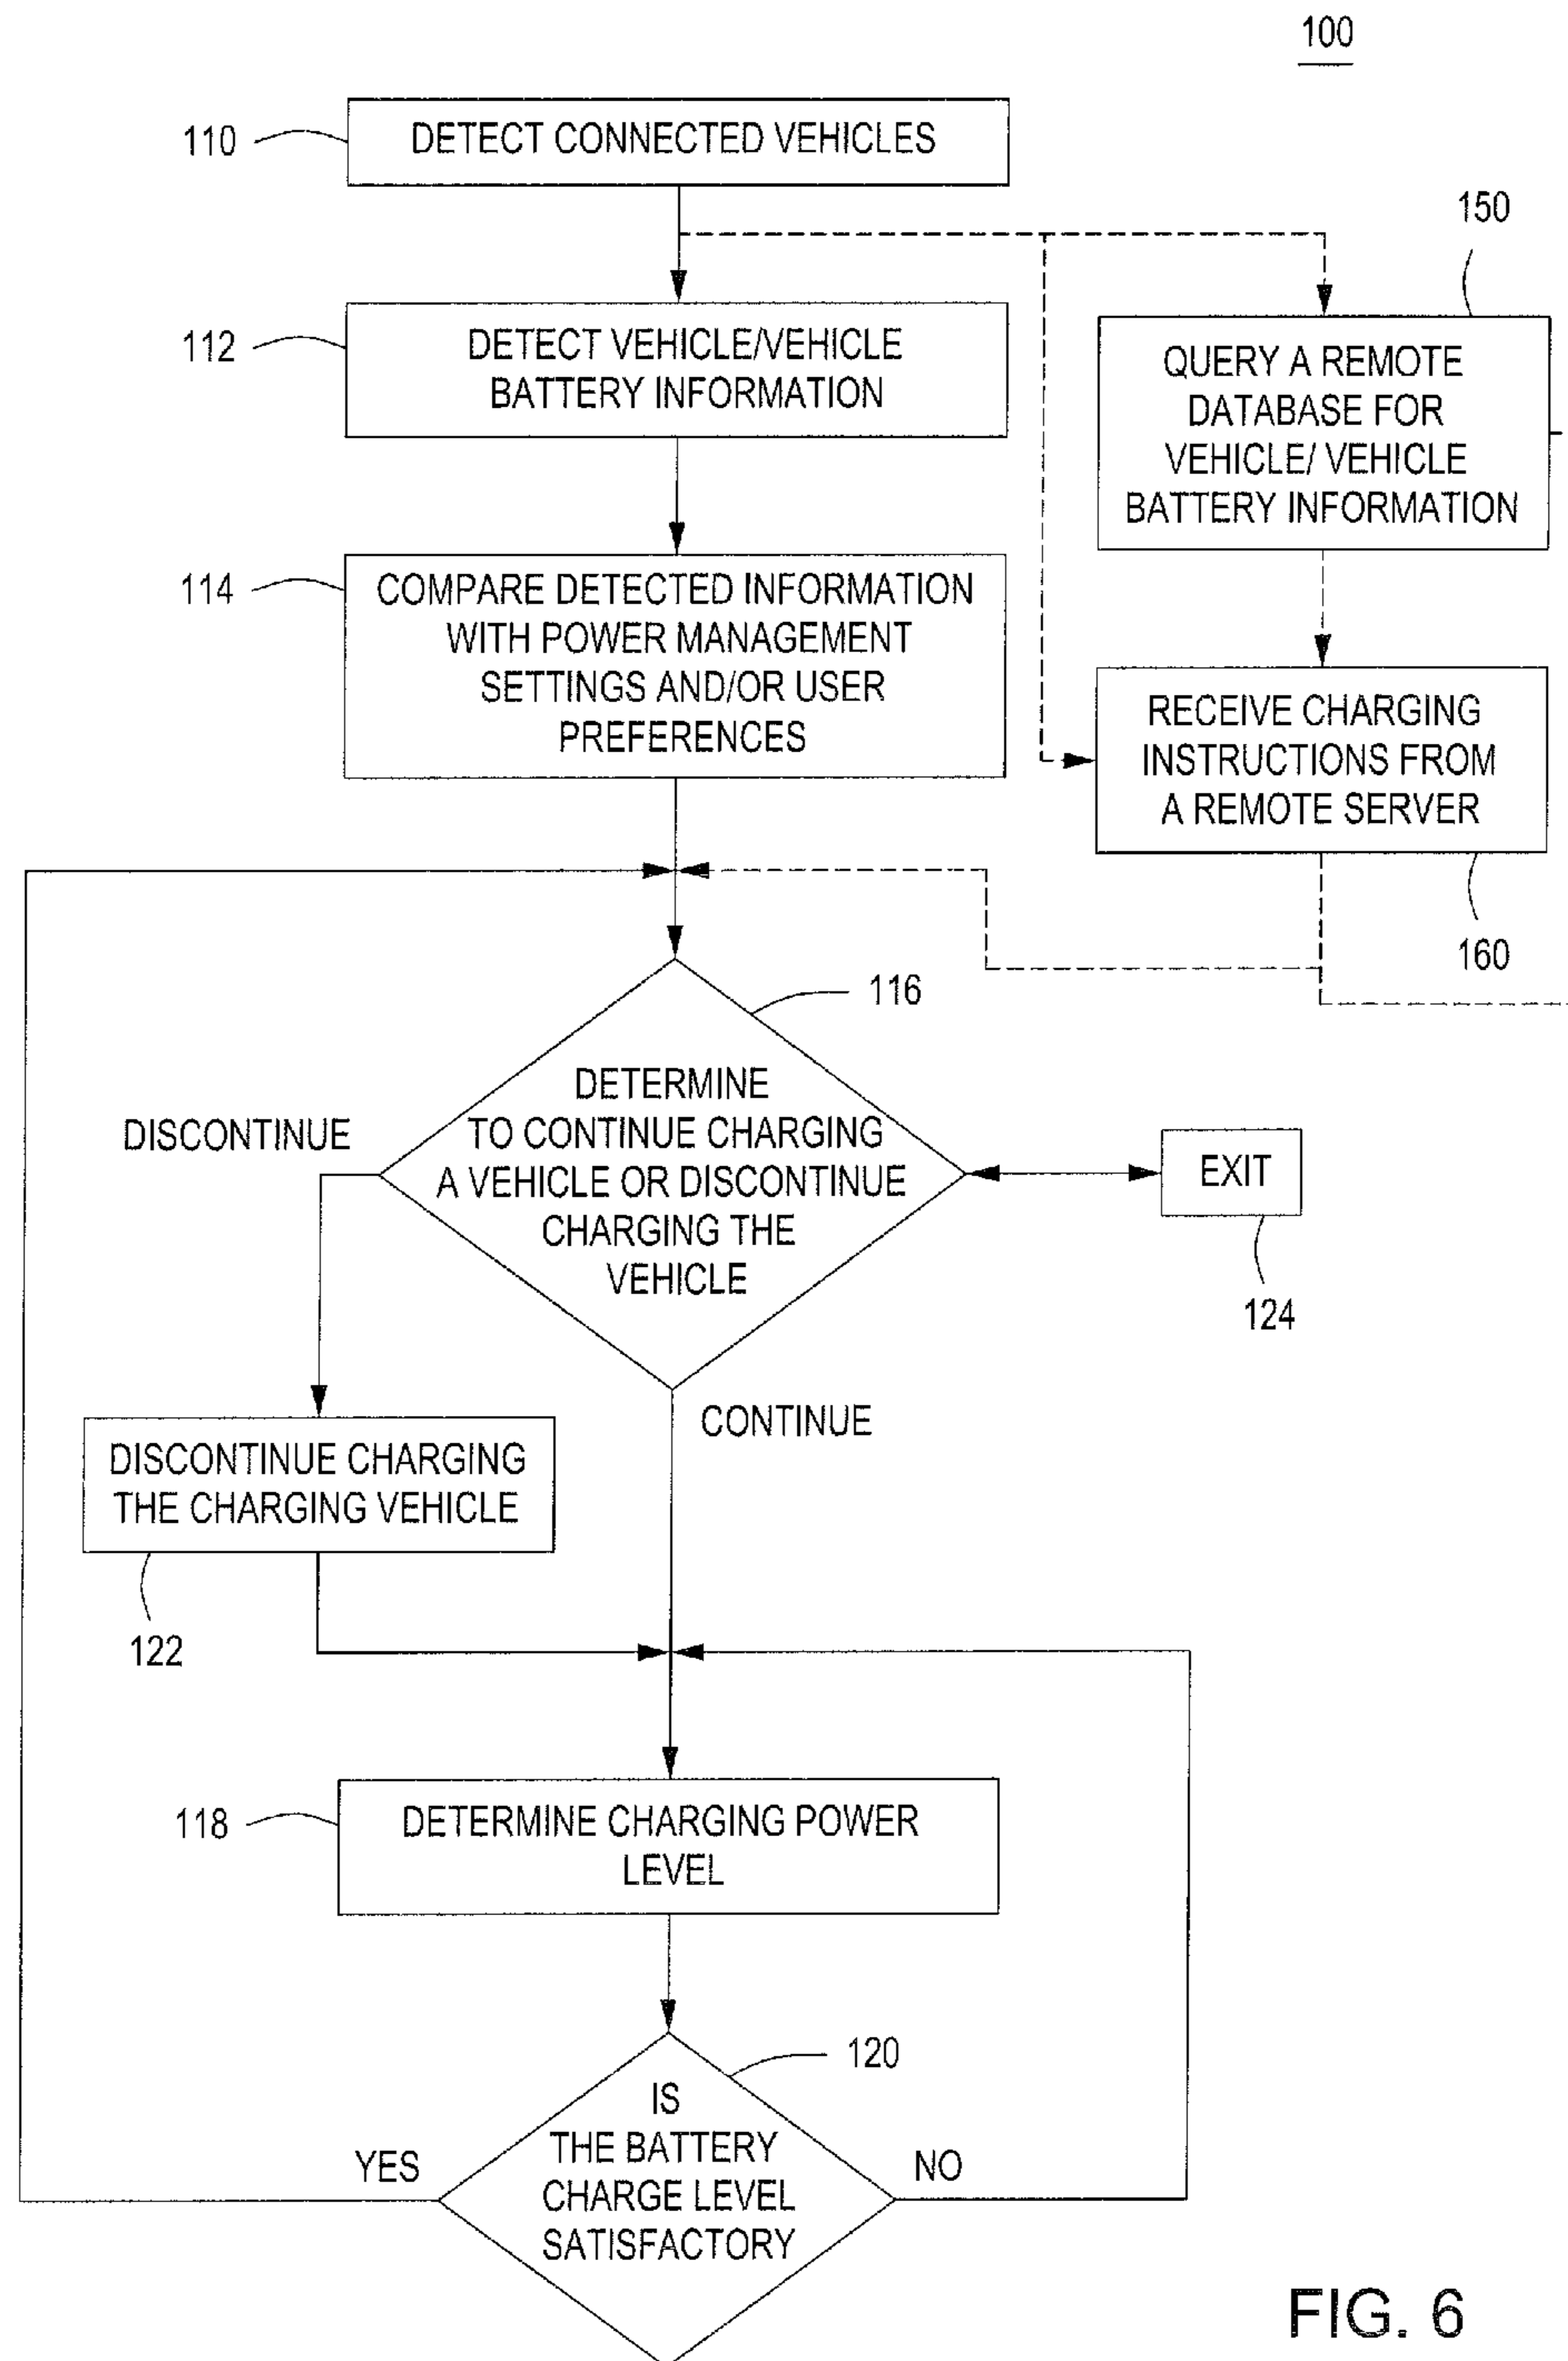 100
110
DETECT CONNECTED VEHICLES
150
112
DETECT VEHICLE/VEHICLE
BATTERY INFORMATION
QUERY A REMOTE
DATABASE FOR
VEHICLE/ VEHICLE
BATTERY INFORMATION
114
COMPARE DETECTED INFORMATION
WITH POWER MANAGEMENT
SETTINGS AND/OR USER
PREFERENCES
RECEIVE CHARGING
INSTRUCTIONS FROM
A REMOTE SERVER
160
116
DETERMINE
TO CONTINUE CHARGING
A VEHICLE OR DISCONTINUE
CHARGING THE
VEHICLE
DISCONTINUE
EXIT
124
CONTINUE
DISCONTINUE CHARGING
THE CHARGING VEHICLE
122
118
DETERMINE CHARGING POWER
LEVEL
120
IS
THE BATTERY
CHARGE LEVEL
SATISFACTORY
YES
NO
FIG. 6